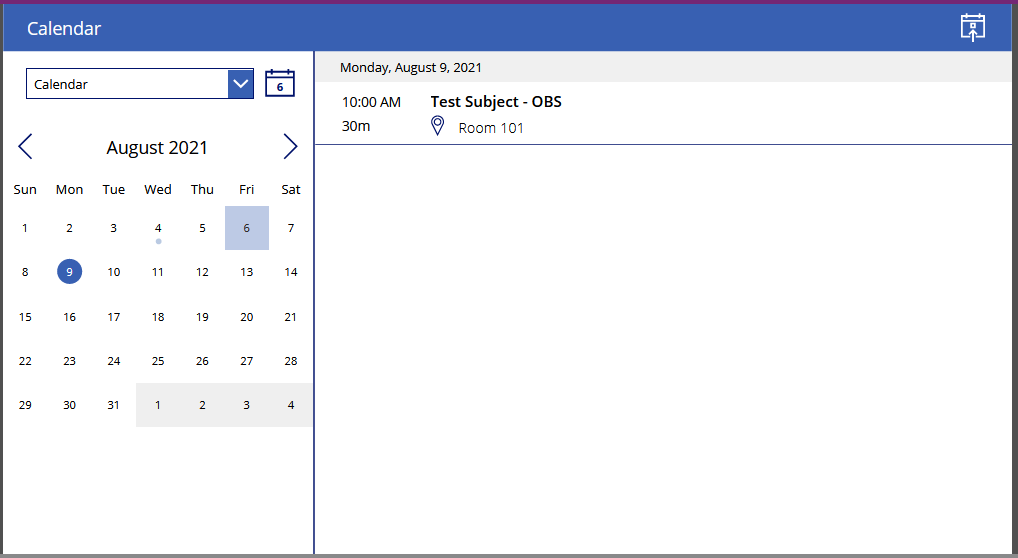 Calendar
Calendar
6
August 2021
Sun Mon Tue Wed Thu Fri Sat
1 2 3 4 5 6 7
8 9 10 11 12 13 14
15 16 17 18 19 20 21
22 23 24 25 26 27 28
29 30 31 1 2 3 4
Monday, August 9, 2021
10:00 AM Test Subject - OBS
30m Room 101